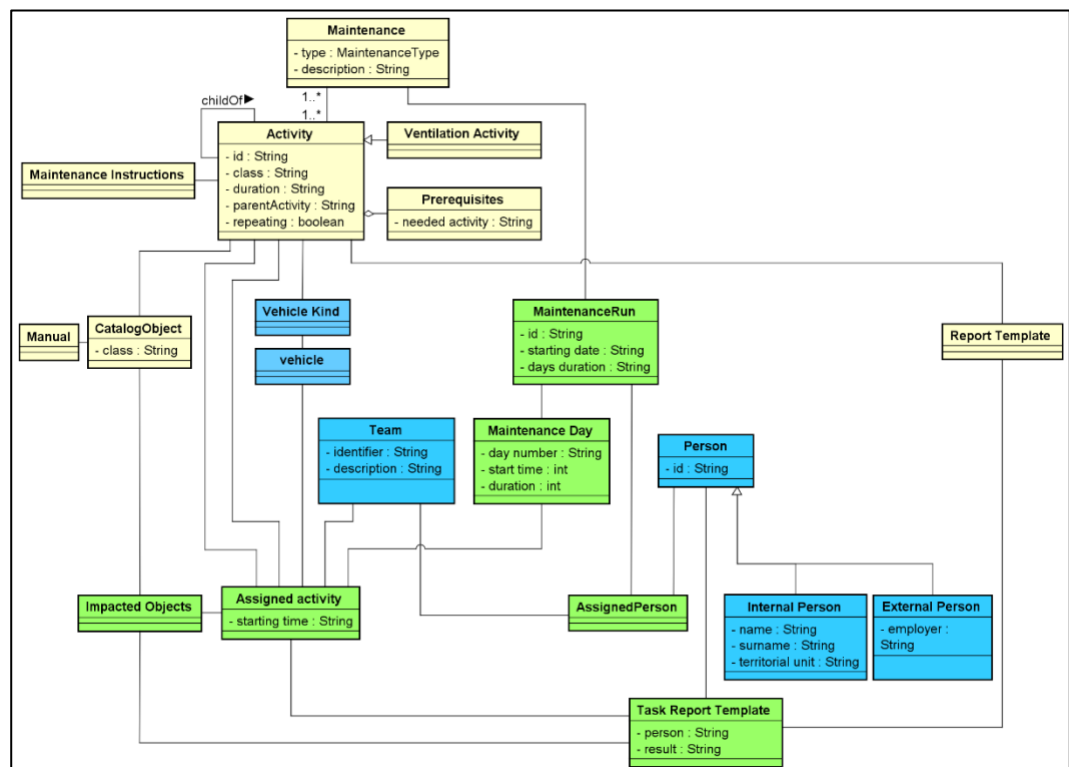 Maintenance
- type : MaintenanceType
- description : String
childOf ▶
1..*
1..*
Activity
- id : String
- class : String
- duration : String
- parentActivity : String
- repeating : boolean
Ventilation Activity
Maintenance Instructions
Prerequisites
- needed activity : String
Vehicle Kind
vehicle
MaintenanceRun
- id : String
- starting date : String
- days duration : String
Manual
CatalogObject
- class : String
Report Template
Team
- identifier : String
- description : String
Maintenance Day
- day number : String
- start time : int
- duration : int
Person
- id : String
Impacted Objects
Assigned activity
- starting time : String
AssignedPerson
Internal Person
- name : String
- surname : String
- territorial unit : String
External Person
- employer :
String
Task Report Template
- person : String
- result : String